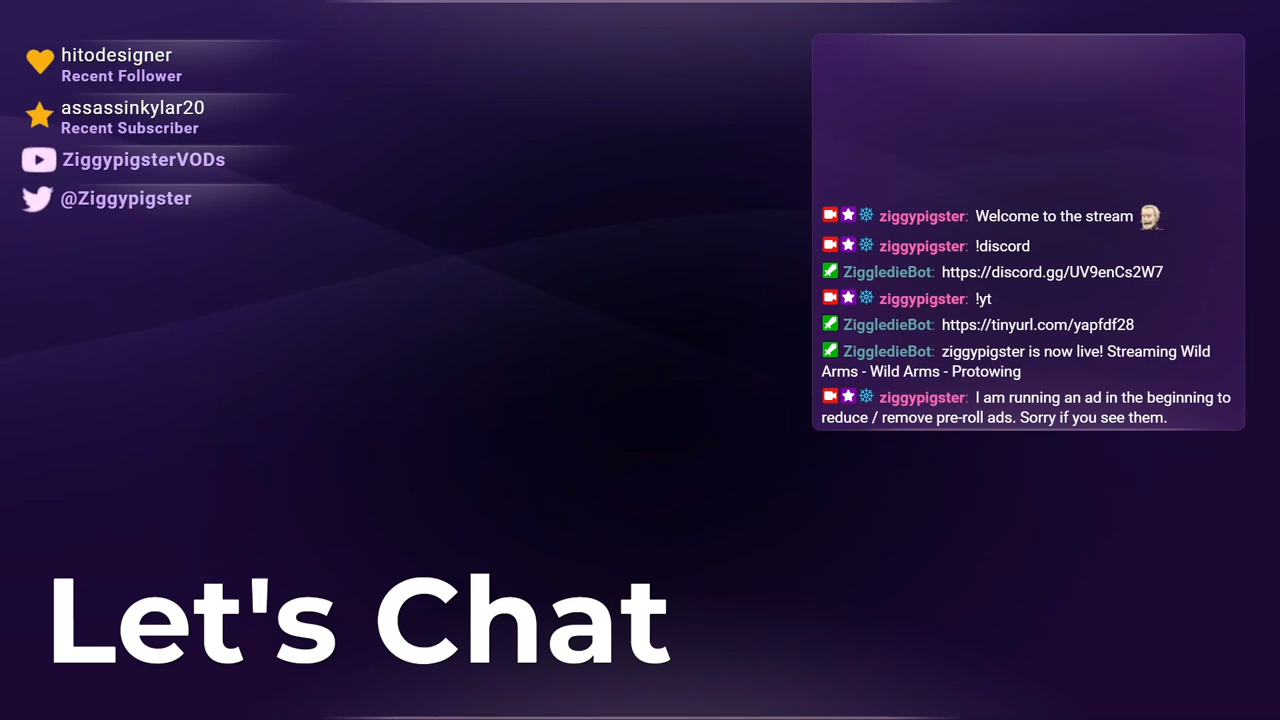 hitodesigner
Recent Follower
assassinkylar20
Recent Subscriber
ZiggypigsterVODs
@Ziggypigster
ziggypigster: Welcome to the stream
ziggypigster: !discord
ZiggledieBot: https://discord.gg/UV9enCs2W7
ziggypigster: !yt
ZiggledieBot: https://tinyurl.com/yapfdf28
ZiggledieBot: ziggypigster is now live! Streaming Wild
Arms - Wild Arms - Protowing
ziggypigster: I am running an ad in the beginning to
reduce / remove pre-roll ads. Sorry if you see them.
Let's Chat